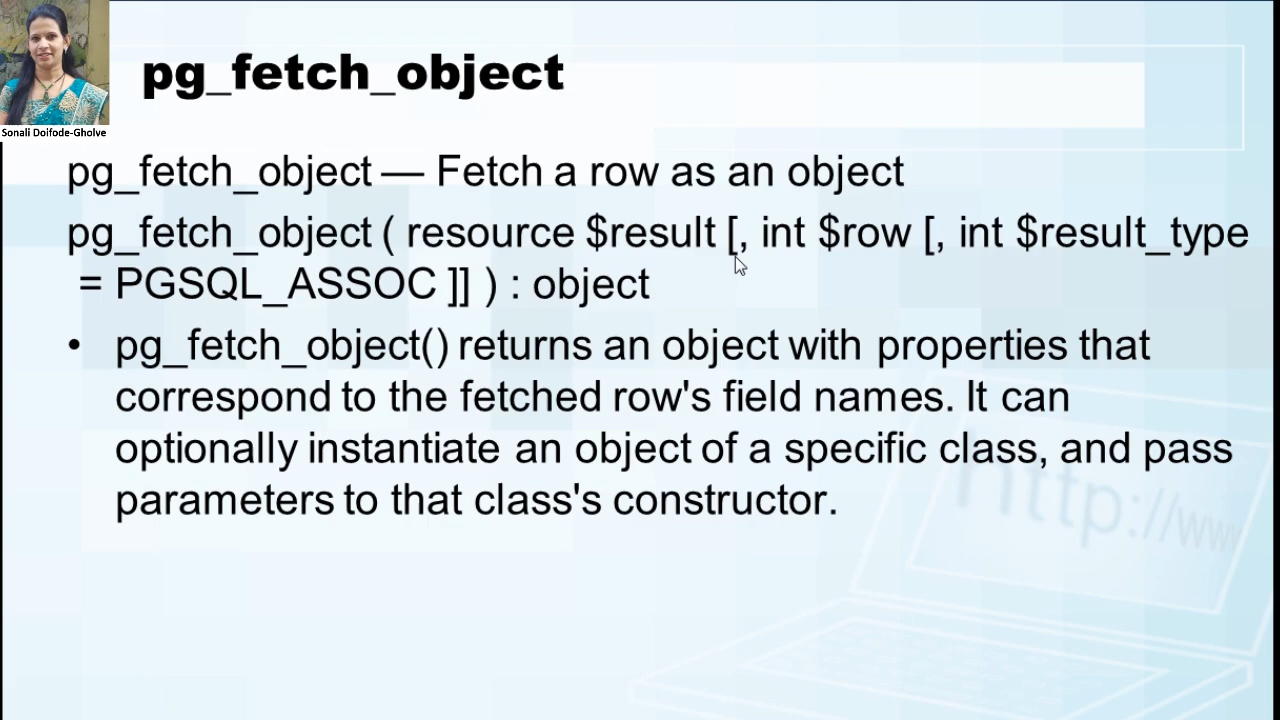 pg_fetch_object
Sonali Doifode-Gholve
pg_fetch_object — Fetch a row as an object
pg_fetch_object ( resource $result [, int $row [, int $result_type
= PGSQL_ASSOC ]] ) : object
• pg_fetch_object() returns an object with properties that
correspond to the fetched row's field names. It can
optionally instantiate an object of a specific class, and pass
parameters to that class's constructor.
http://www